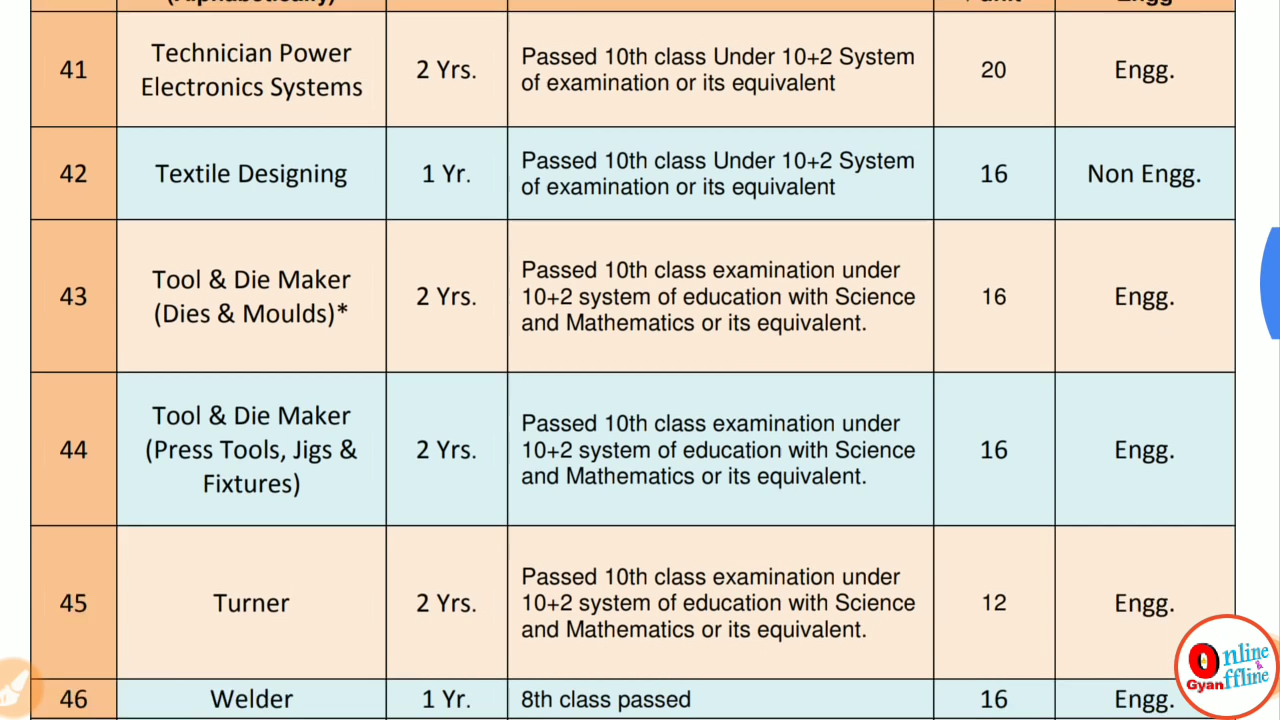 41
Technician Power
Electronics Systems
2 Yrs.
Passed 10th class Under 10+2 System
of examination or its equivalent
20
Engg.
42
Textile Designing
1 Yr.
Passed 10th class Under 10+2 System
of examination or its equivalent
16
Non Engg.
43
Tool & Die Maker
(Dies & Moulds)*
2 Yrs.
Passed 10th class examination under
10+2 system of education with Science
and Mathematics or its equivalent.
16
Engg.
44
Tool & Die Maker
(Press Tools, Jigs &
Fixtures)
2 Yrs.
Passed 10th class examination under
10+2 system of education with Science
and Mathematics or its equivalent.
16
Engg.
45
Turner
2 Yrs.
Passed 10th class examination under
10+2 system of education with Science
and Mathematics or its equivalent.
12
Engg.
46
Welder
1 Yr.
8th class passed
16
Engg.
Online
&
Gyan ffline